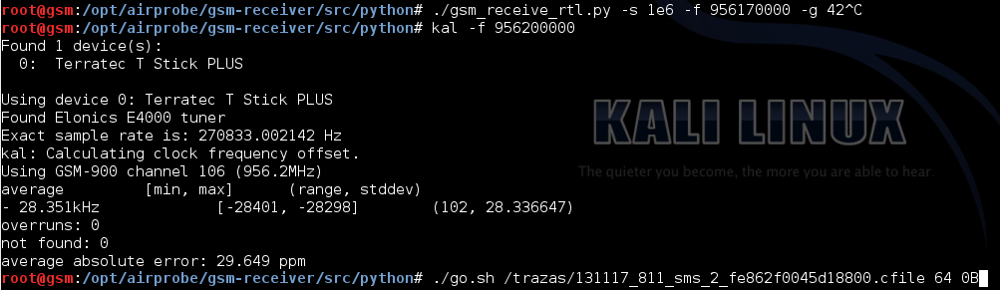 root@gsm:/opt/airprobe/gsm-receiver/src/python# ./gsm_receive_rtl.py -s 1e6 -f 956170000 -g 42^C
root@gsm:/opt/airprobe/gsm-receiver/src/python# kal -f 956200000
Found 1 device(s):
  0:  Terratec T Stick PLUS

Using device 0: Terratec T Stick PLUS
Found Elonics E4000 tuner
Exact sample rate is: 270833.002142 Hz
kal: Calculating clock frequency offset.
Using GSM-900 channel 106 (956.2MHz)
average         [min, max]      (range, stddev)
- 28.351kHz             [-28401, -28298]        (102, 28.336647)
overruns: 0
not found: 0
average absolute error: 29.649 ppm
root@gsm:/opt/airprobe/gsm-receiver/src/python# ./go.sh /trazas/131117_811_sms_2_fe862f0045d18800.cfile 64 0B
KALI LINUX
The quieter you become, the more you are able to hear